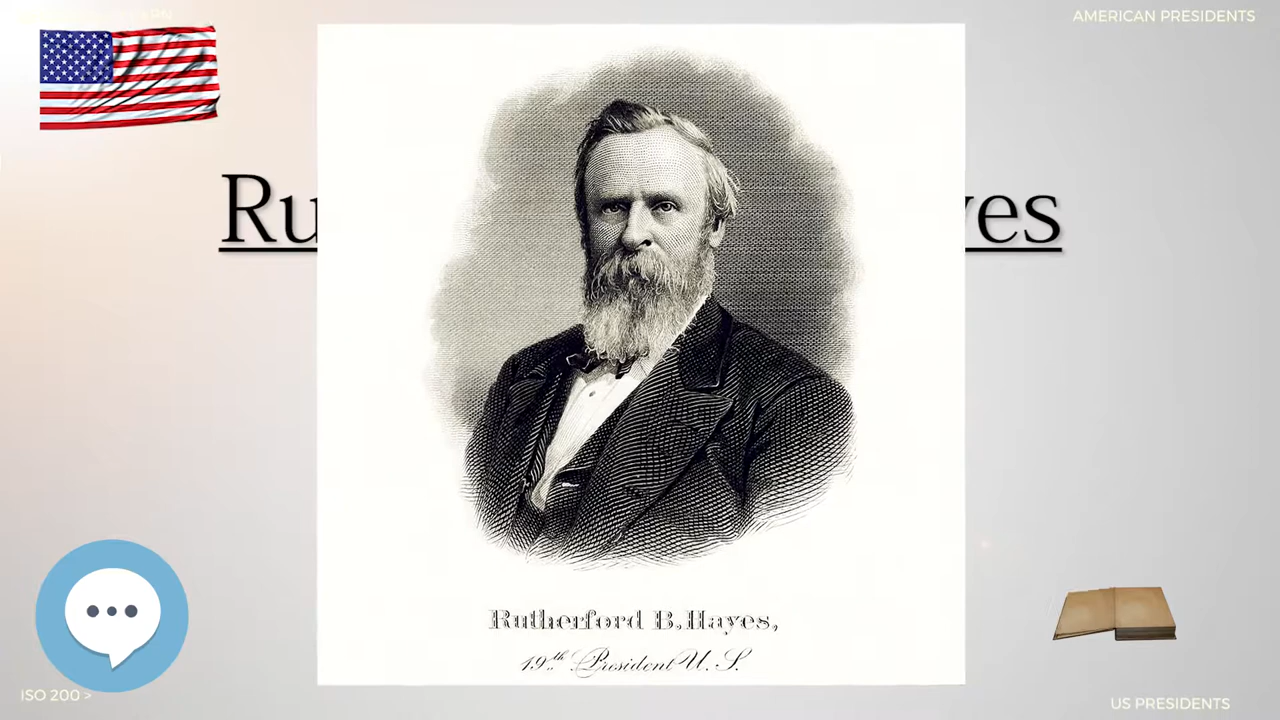 AMERICAN PRESIDENTS
Ru
yes
Rutherford B. Hayes,
19th President U. S.
ISO 200 >
US PRESIDENTS